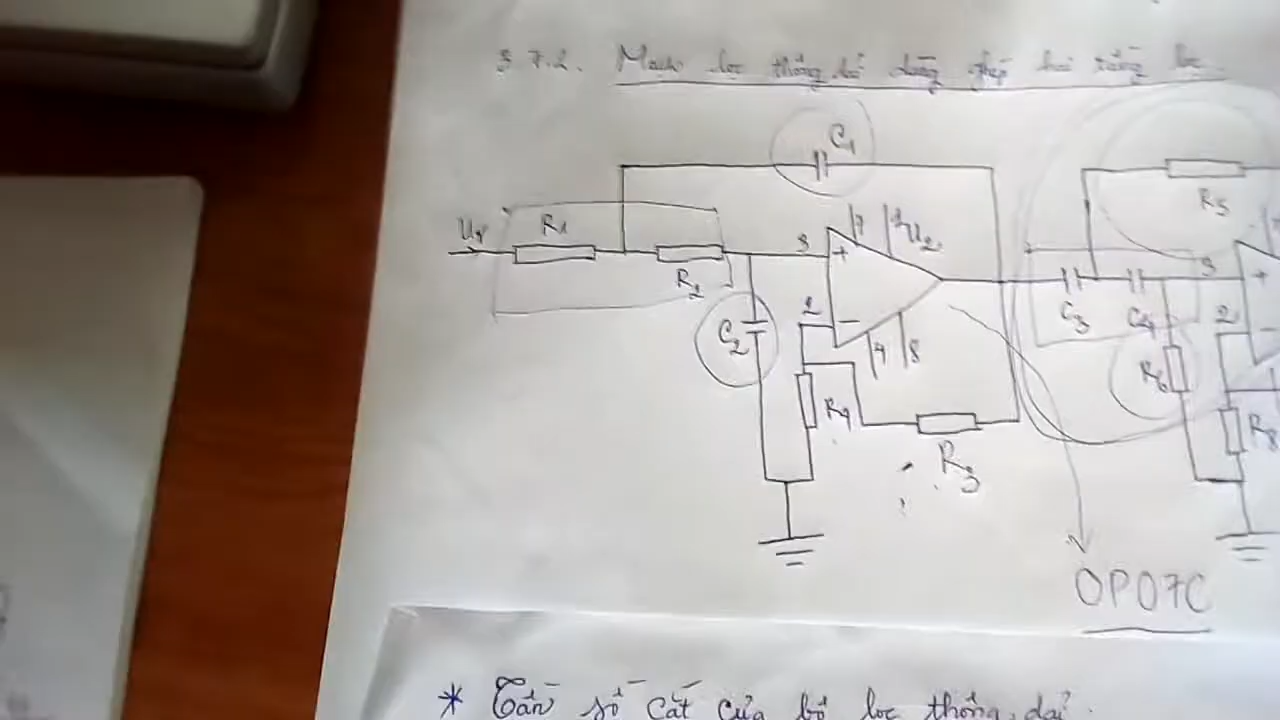 3.7.2. Mạch lọc thông dải dùng ghép hai tầng lọc
C1
R5
Uv R1 3 + 7 U2
R2 3 +
C3 C4
C2 2 2
4 8 R6
R4 R8
R3
OP07C
* Tần số cắt của bộ lọc thông dải.